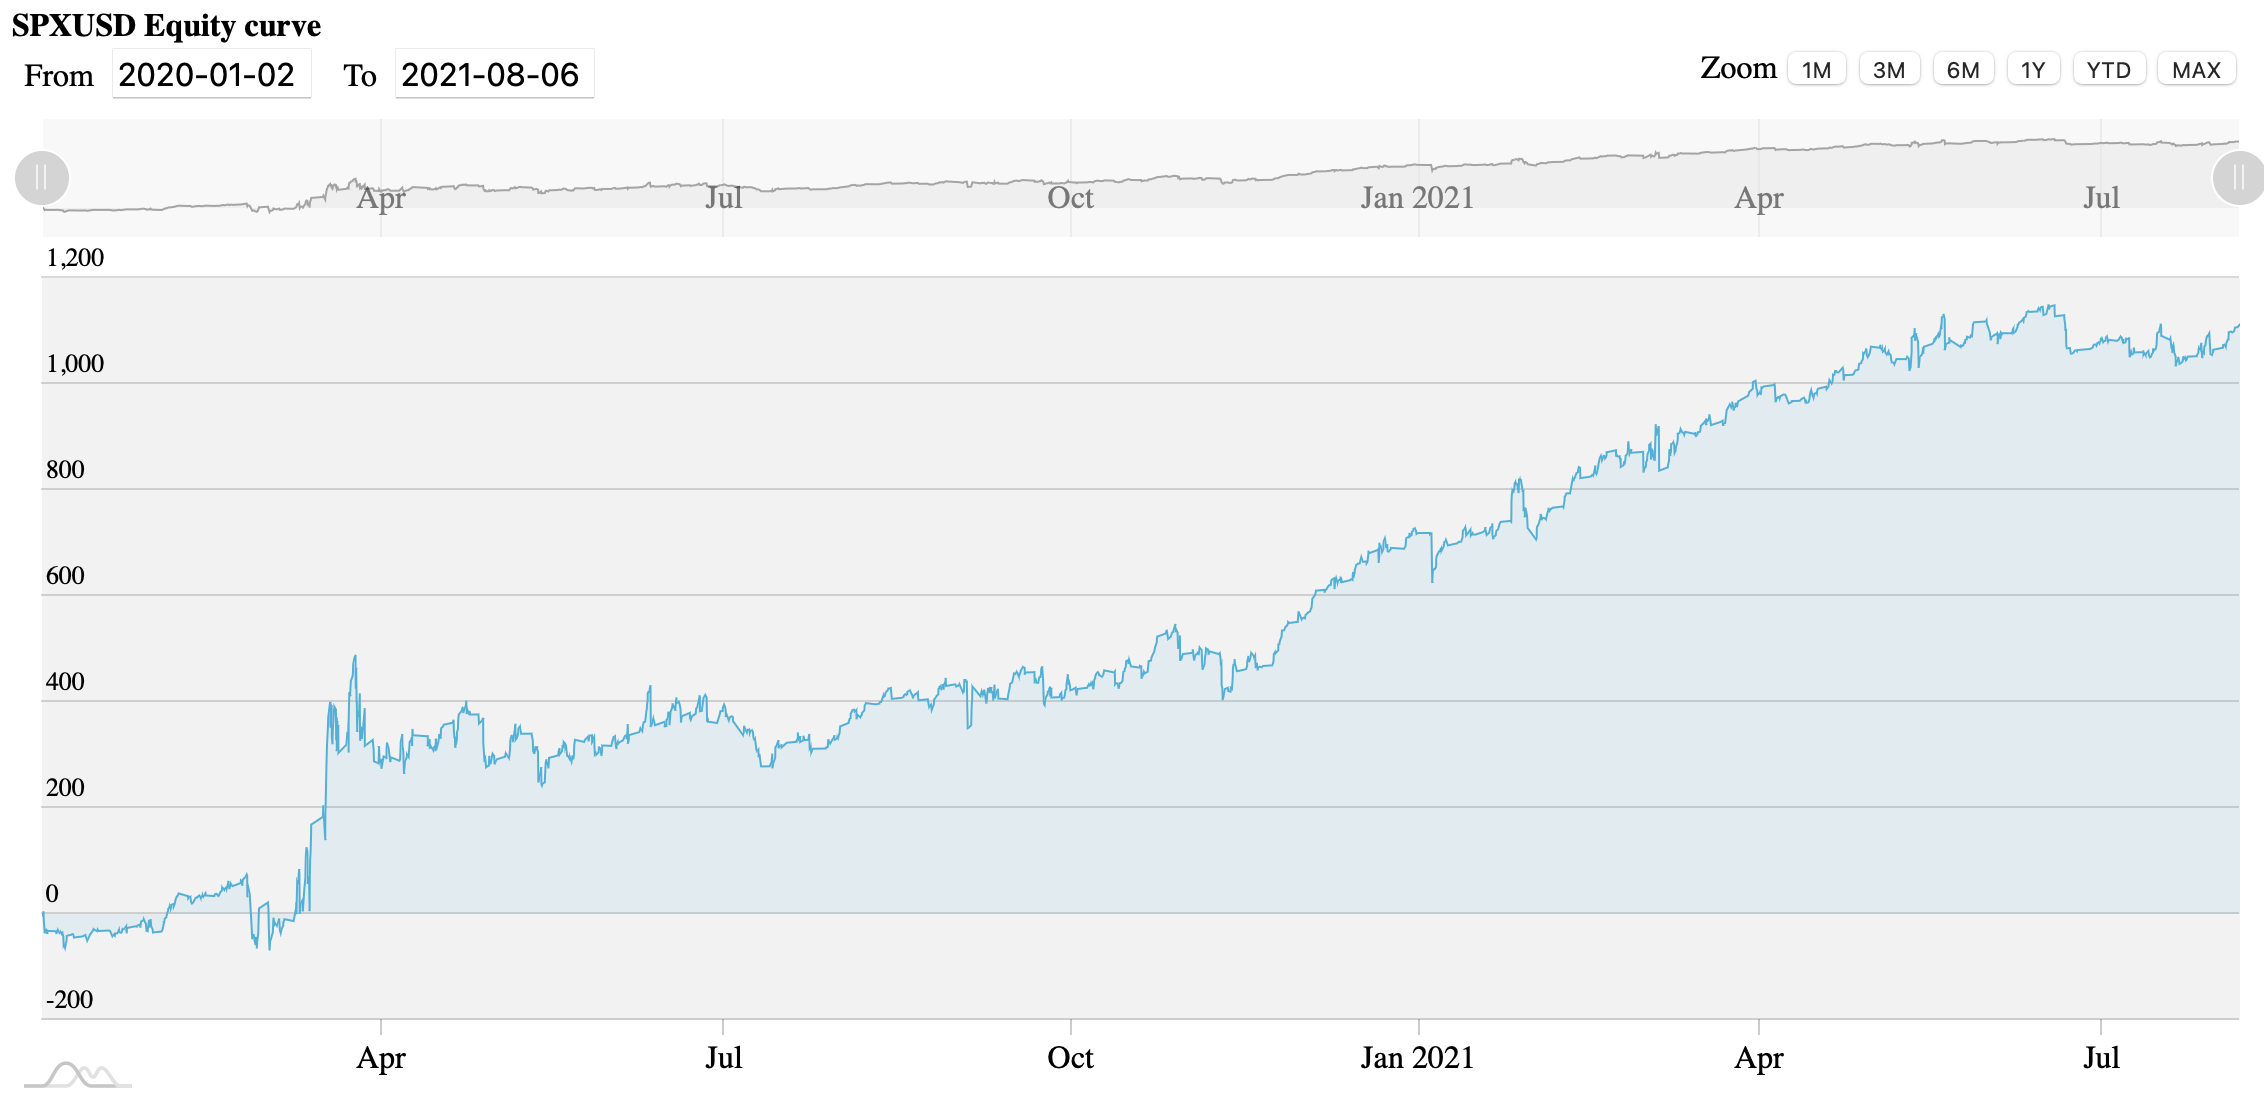 SPXUSD Equity curve
From 2020-01-02 To 2021-08-06 Zoom 1M 3M 6M 1Y YTD MAX
Apr Jul Oct Jan 2021 Apr Jul
1,200
1,000
800
600
400
200
0
-200
Apr Jul Oct Jan 2021 Apr Jul